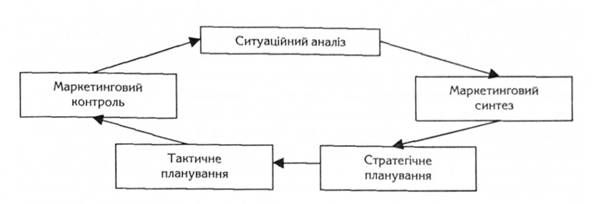 Ситуаційний аналіз
Маркетинговий
контроль
Маркетинговий
синтез
Тактичне
планування
Стратегічне
планування